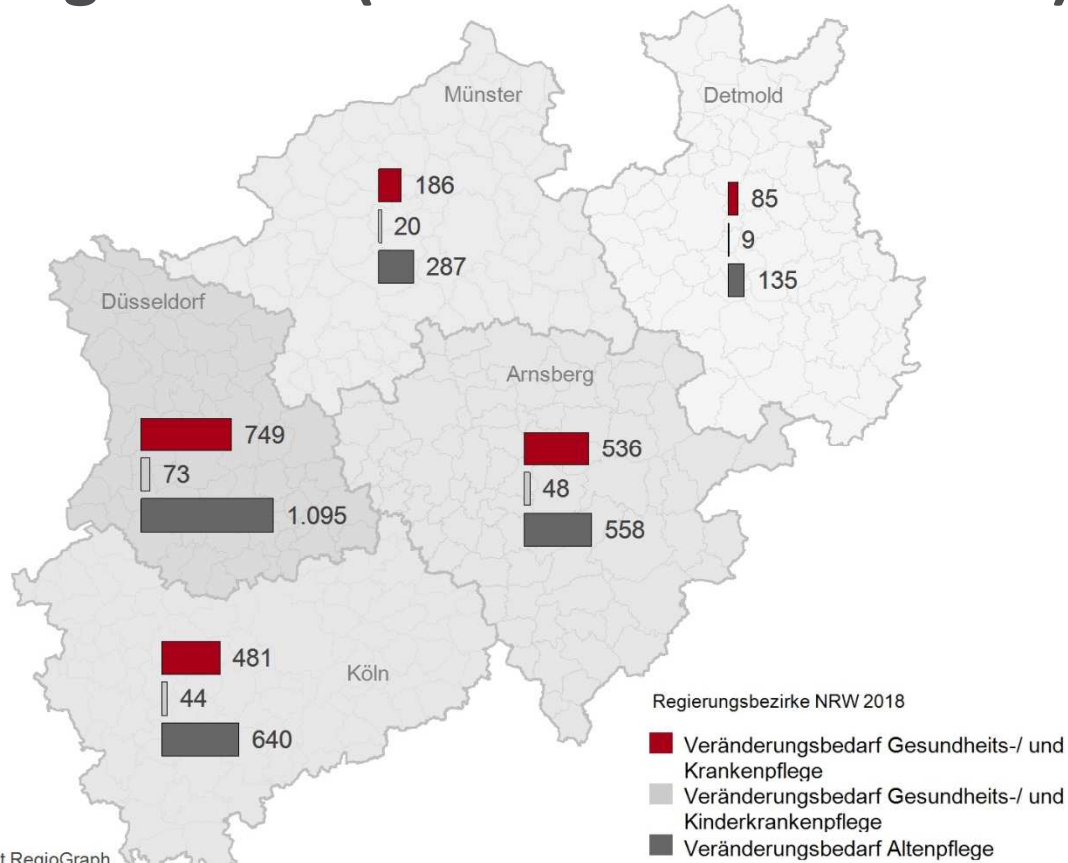 Münster
186
20
287
Detmold
85
9
135
Düsseldorf
749
73
1.095
Arnsberg
536
48
558
Köln
481
44
640
Regierungsbezirke NRW 2018
Veränderungsbedarf Gesundheits-/ und
Krankenpflege
Veränderungsbedarf Gesundheits-/ und
Kinderkrankenpflege
Veränderungsbedarf Altenpflege
RegioGraph